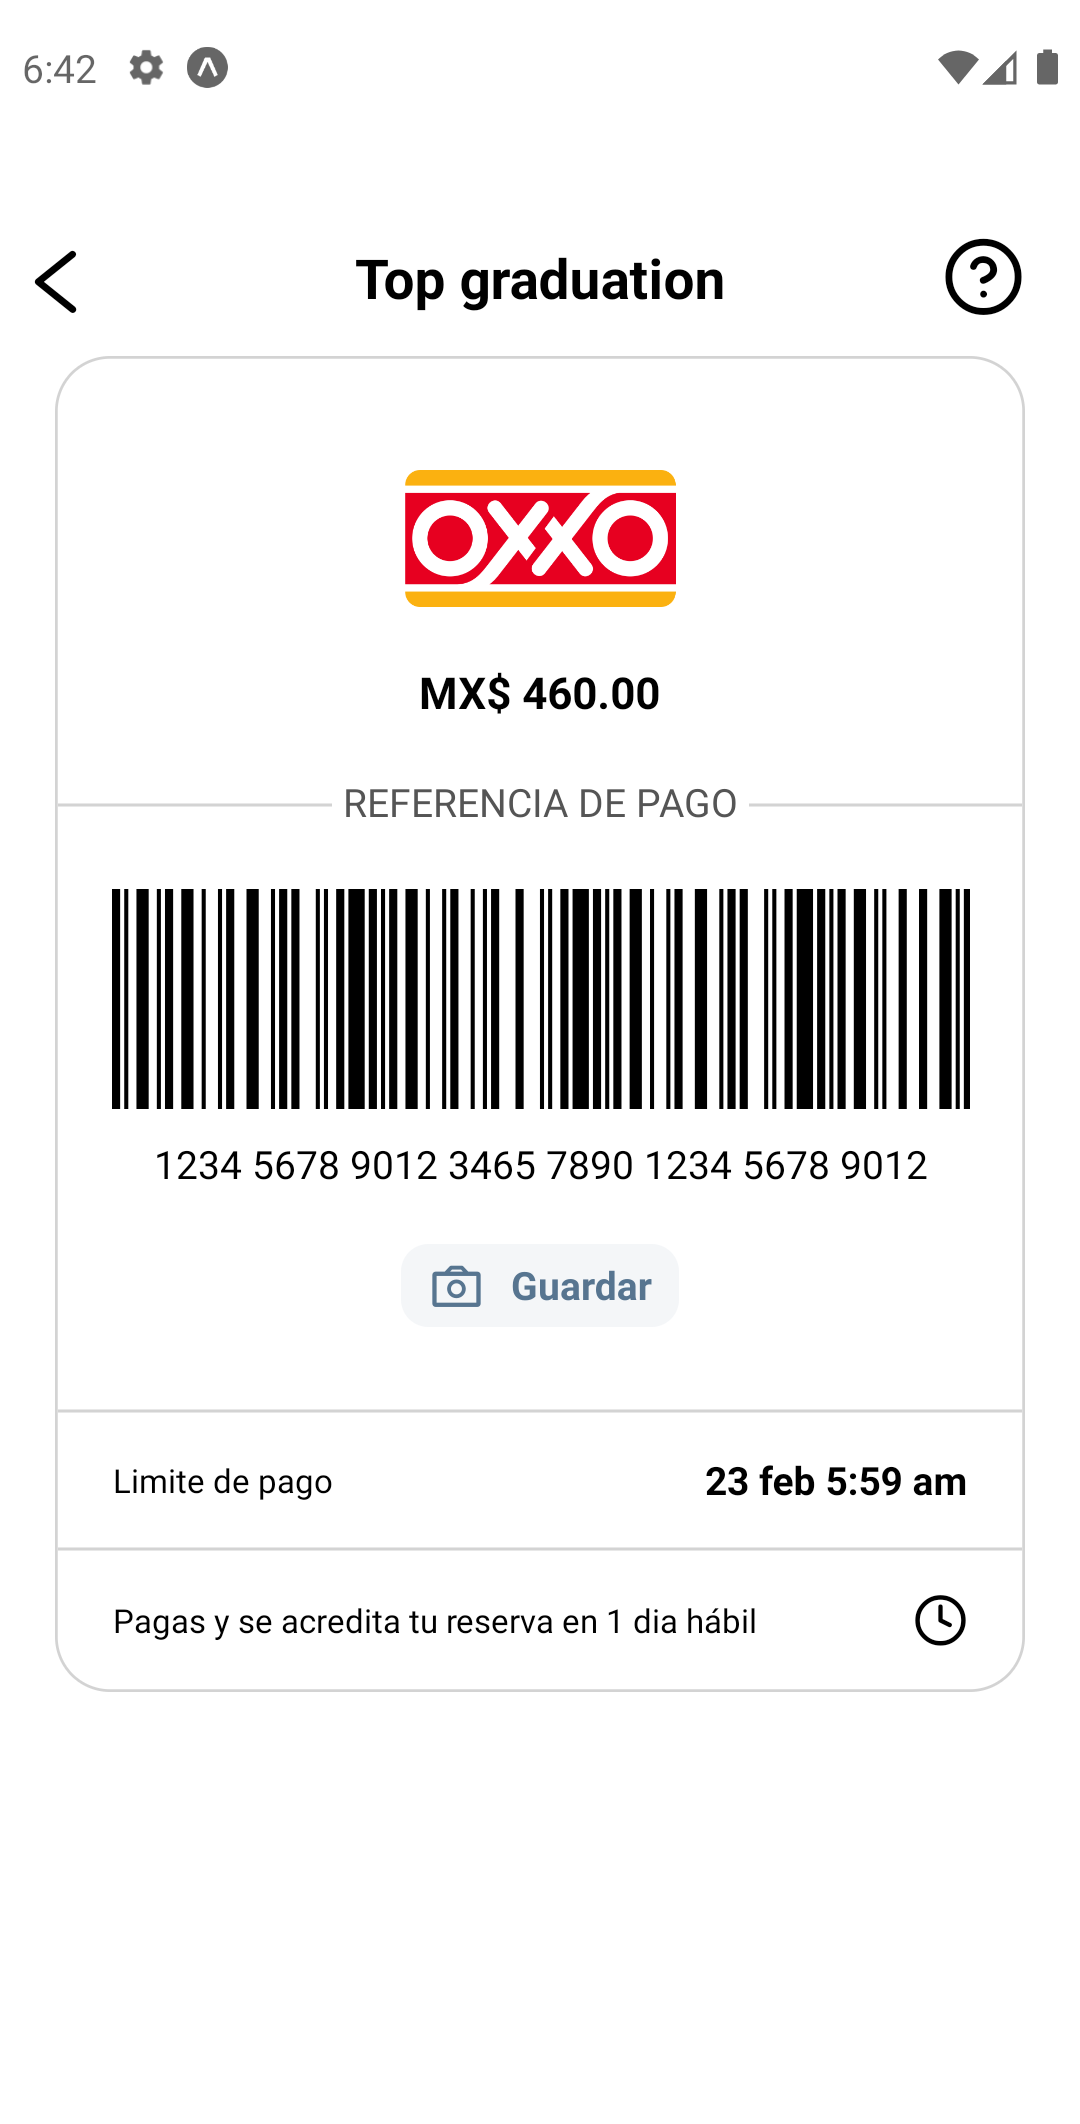 6:42
Top graduation
OXXO
MX$ 460.00
REFERENCIA DE PAGO
1234 5678 9012 3465 7890 1234 5678 9012
Guardar
Limite de pago 23 feb 5:59 am
Pagas y se acredita tu reserva en 1 dia hábil